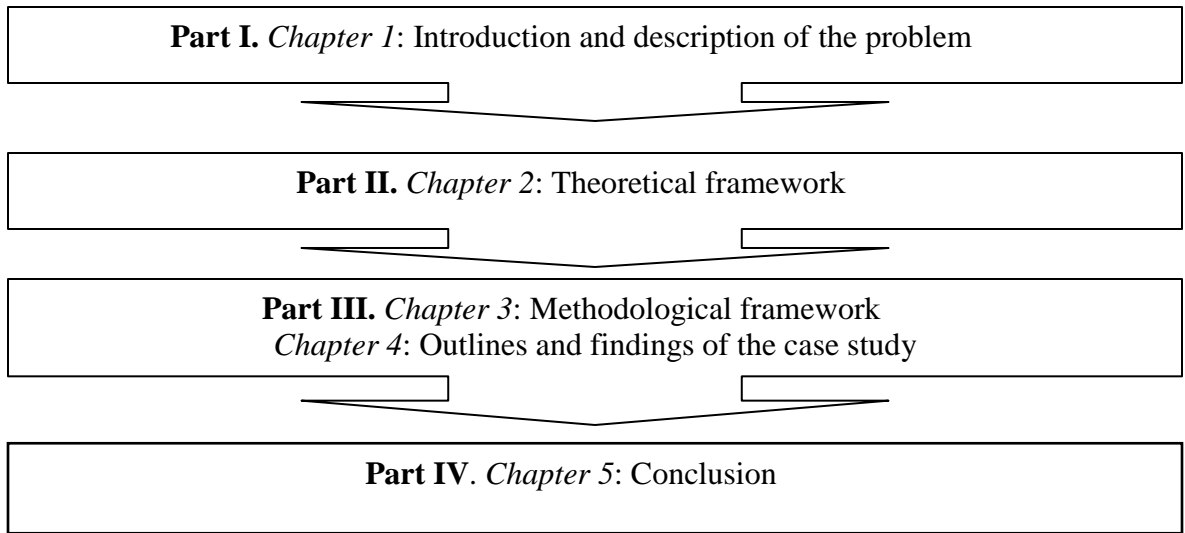 Part I. Chapter 1: Introduction and description of the problem
Part II. Chapter 2: Theoretical framework
Part III. Chapter 3: Methodological framework
Chapter 4: Outlines and findings of the case study
Part IV. Chapter 5: Conclusion